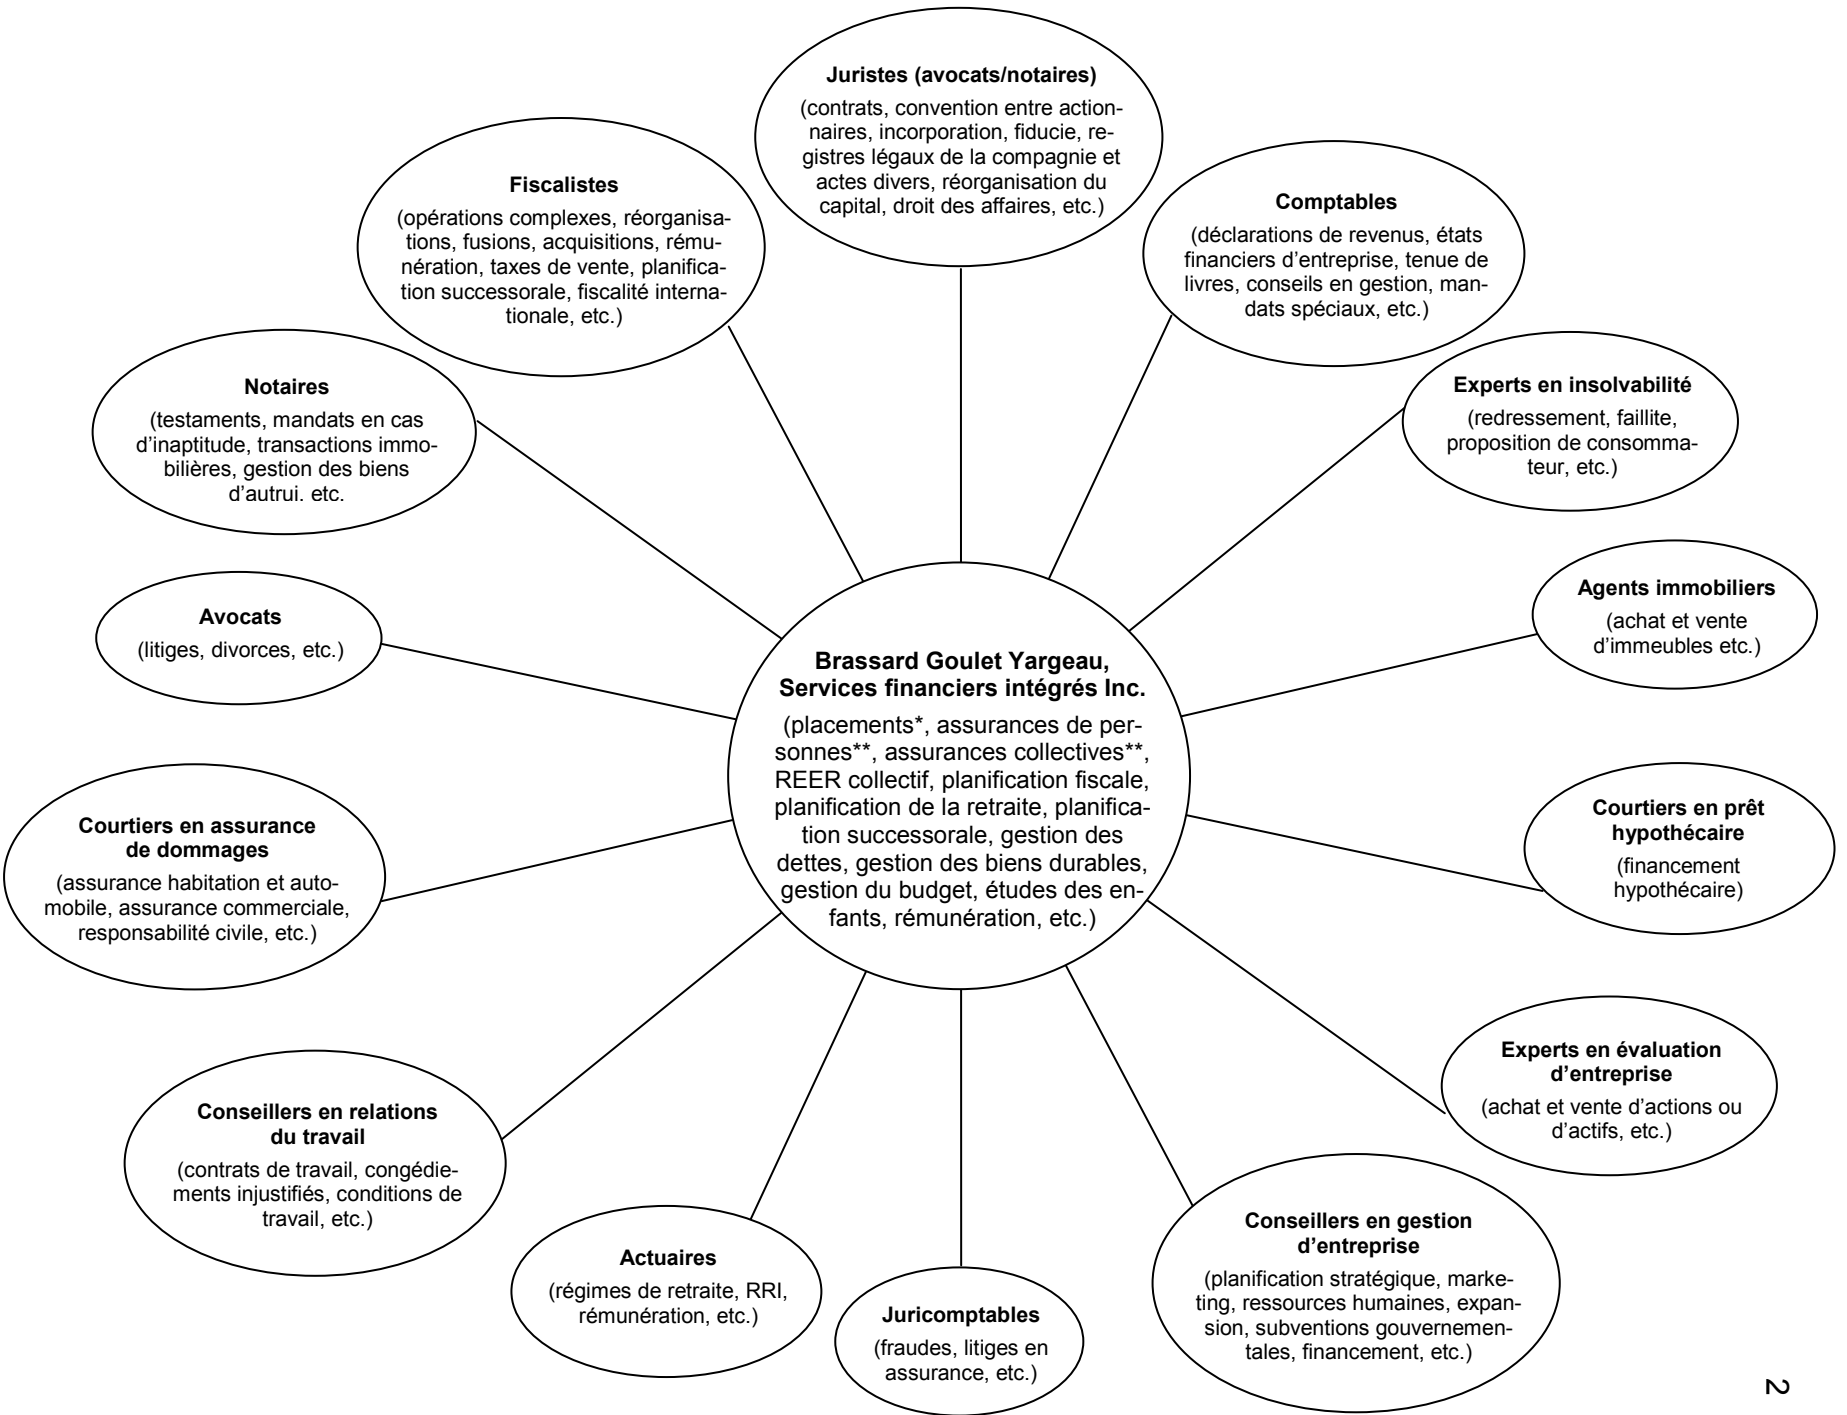 Juristes (avocats/notaires)
(contrats, convention entre action-
naires, incorporation, fiducie, re-
gistres légaux de la compagnie et
actes divers, réorganisation du
capital, droit des affaires, etc.)
Fiscalistes
(opérations complexes, réorganisa-
tions, fusions, acquisitions, rému-
nération, taxes de vente, planifica-
tion successorale, fiscalité interna-
tionale, etc.)
Comptables
(déclarations de revenus, états
financiers d’entreprise, tenue de
livres, conseils en gestion, man-
dats spéciaux, etc.)
Notaires
(testaments, mandats en cas
d’inaptitude, transactions immo-
bilières, gestion des biens
d’autrui. etc.
Experts en insolvabilité
(redressement, faillite,
proposition de consomma-
teur, etc.)
Avocats
(litiges, divorces, etc.)
Agents immobiliers
(achat et vente
d’immeubles etc.)
Brassard Goulet Yargeau,
Services financiers intégrés Inc.
(placements*, assurances de per-
sonnes**, assurances collectives**,
REER collectif, planification fiscale,
planification de la retraite, planifica-
tion successorale, gestion des
dettes, gestion des biens durables,
gestion du budget, études des en-
fants, rémunération, etc.)
Courtiers en assurance
de dommages
(assurance habitation et auto-
mobile, assurance commerciale,
responsabilité civile, etc.)
Courtiers en prêt
hypothécaire
(financement
hypothécaire)
Experts en évaluation
d’entreprise
(achat et vente d’actions ou
d’actifs, etc.)
Conseillers en relations
du travail
(contrats de travail, congédie-
ments injustifiés, conditions de
travail, etc.)
Actuaires
(régimes de retraite, RRI,
rémunération, etc.)
Juricomptables
(fraudes, litiges en
assurance, etc.)
Conseillers en gestion
d’entreprise
(planification stratégique, marke-
ting, ressources humaines, expan-
sion, subventions gouvernemen-
tales, financement, etc.)
2